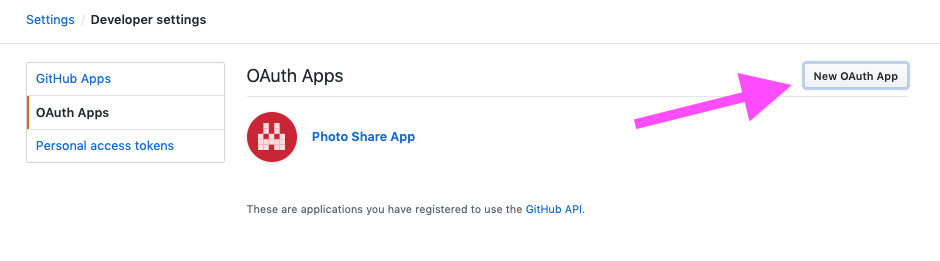 Settings / Developer settings
GitHub Apps
OAuth Apps
Personal access tokens
OAuth Apps
New OAuth App
Photo Share App
These are applications you have registered to use the GitHub API.